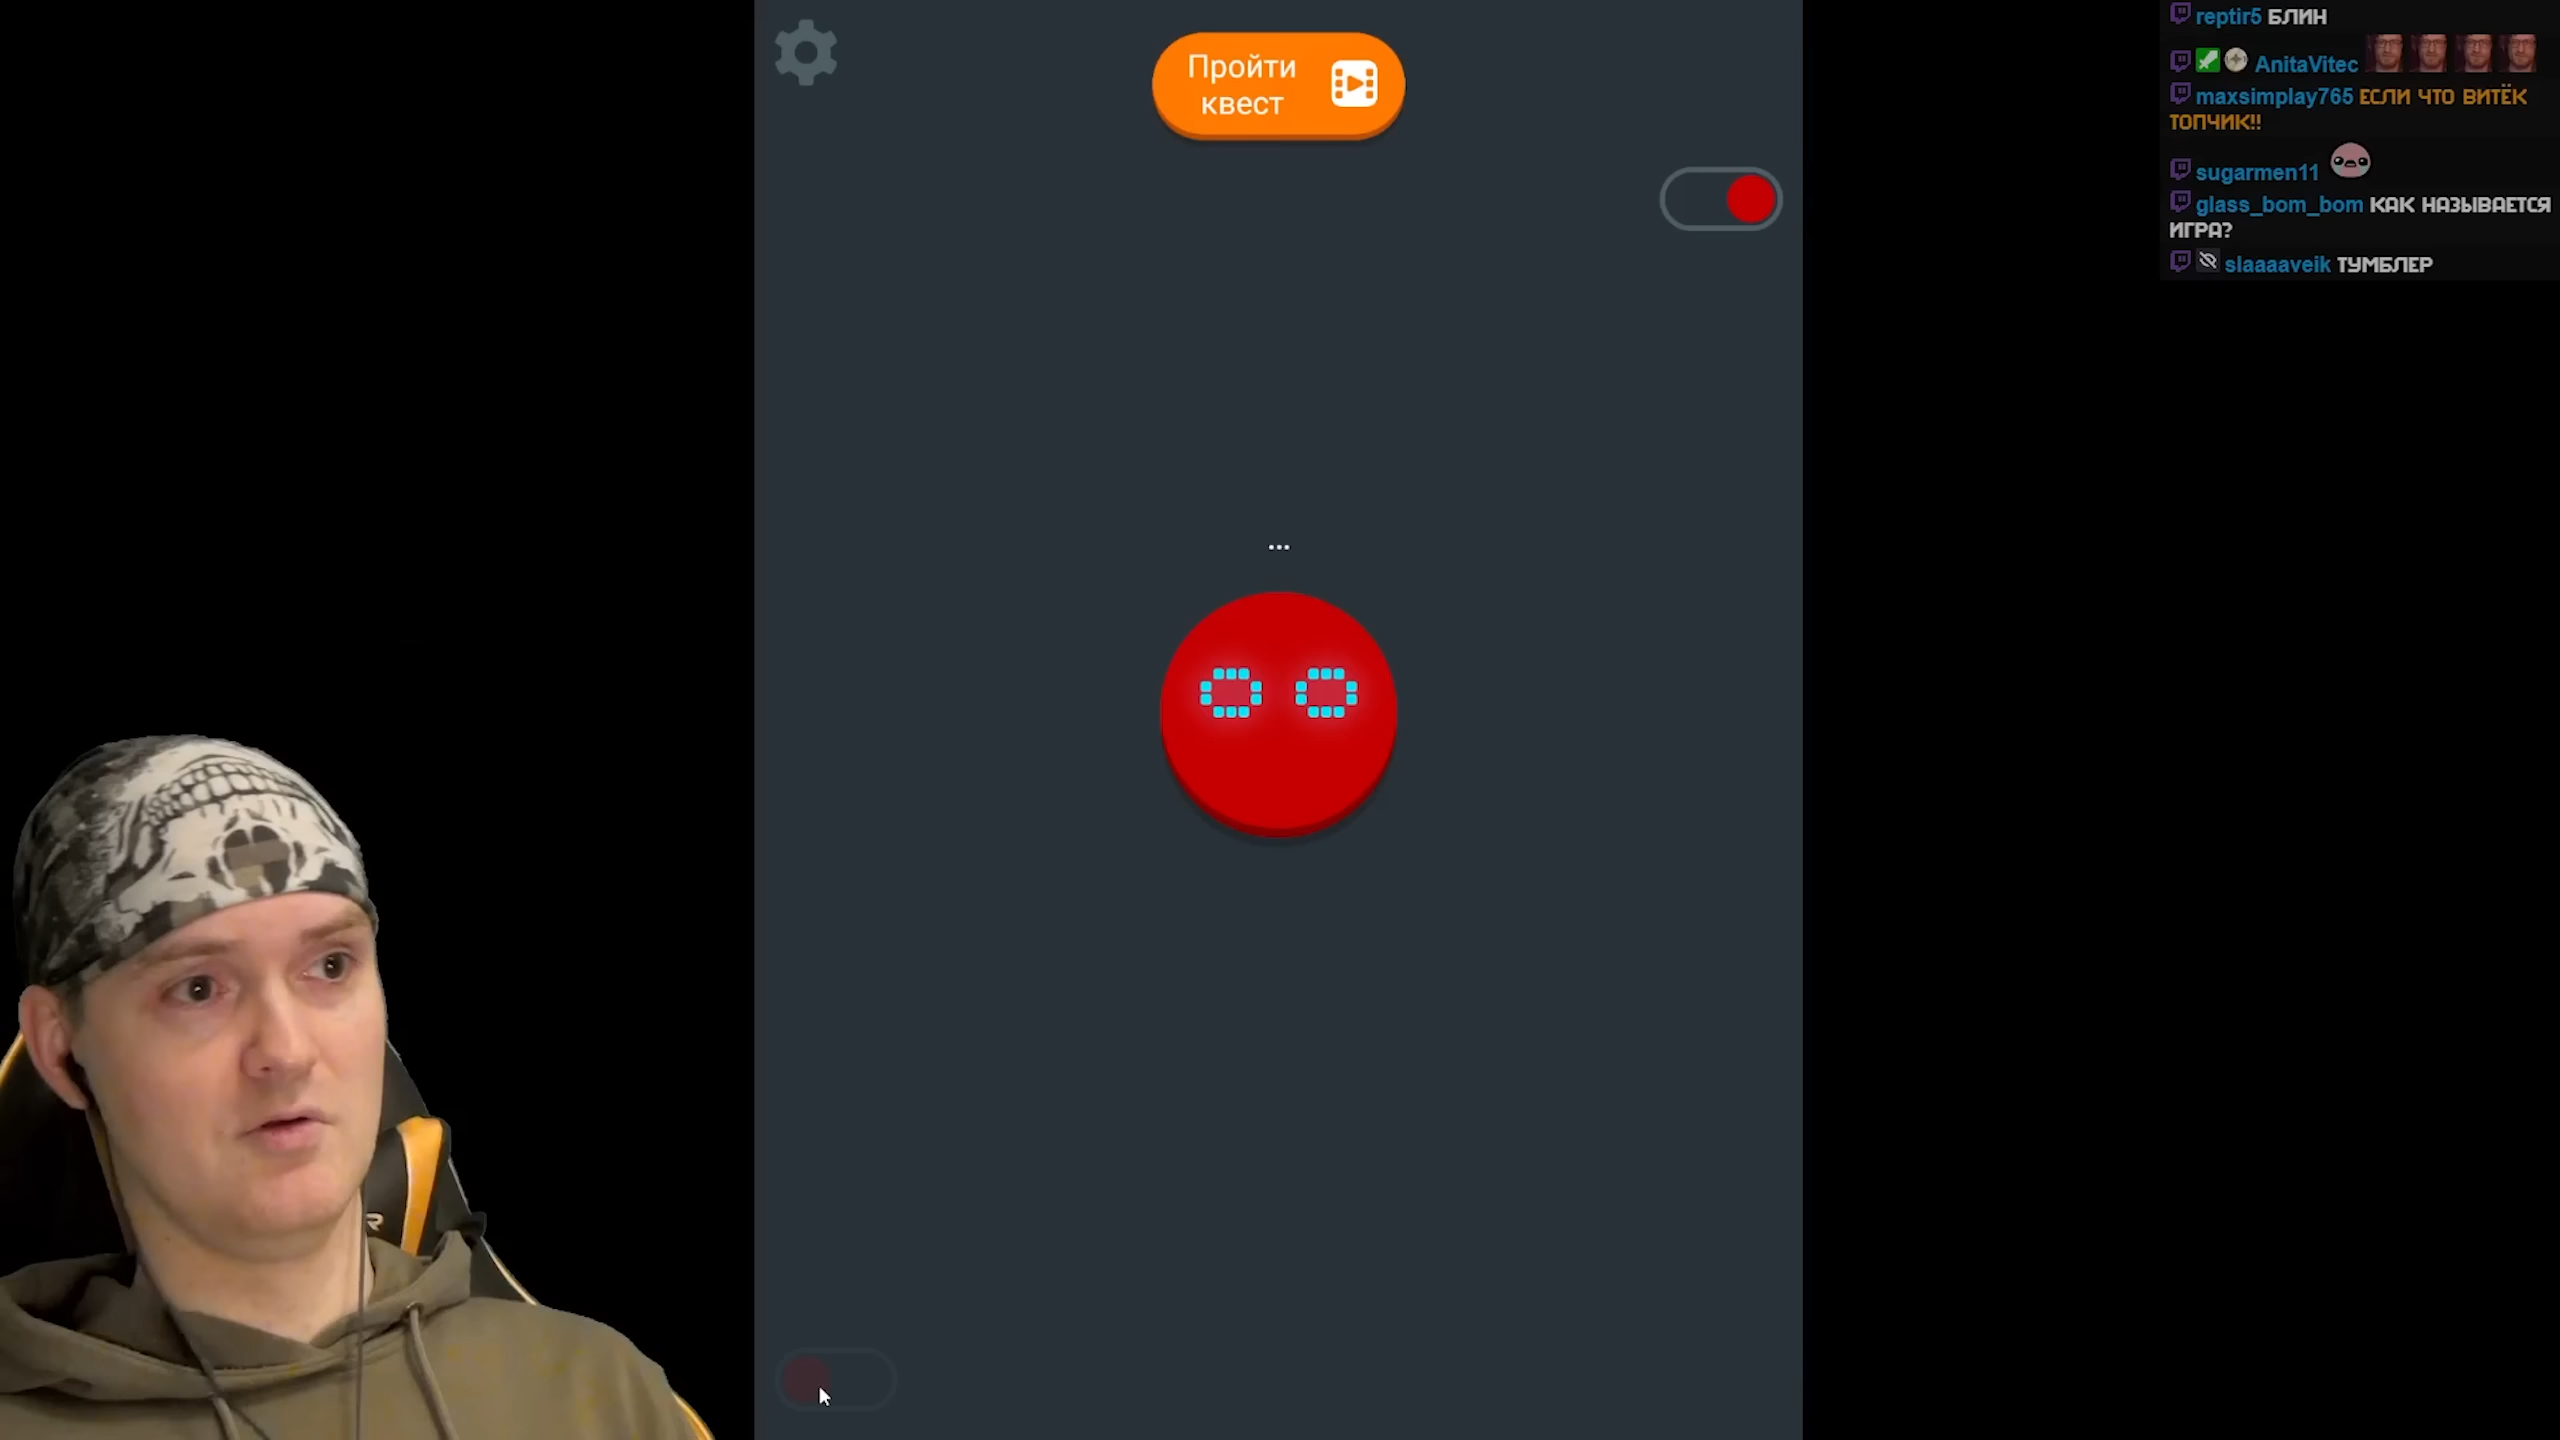 Пройти
квест
...
reptir5 БЛИН
AnitaVitec
maxsimplay765 ЕСЛИ ЧТО ВИТЁК
ТОПЧИК!!
sugarmen11
glass_bom_bom КАК НАЗЫВАЕТСЯ
ИГРА?
slaaaaveik ТУМБЛЕР